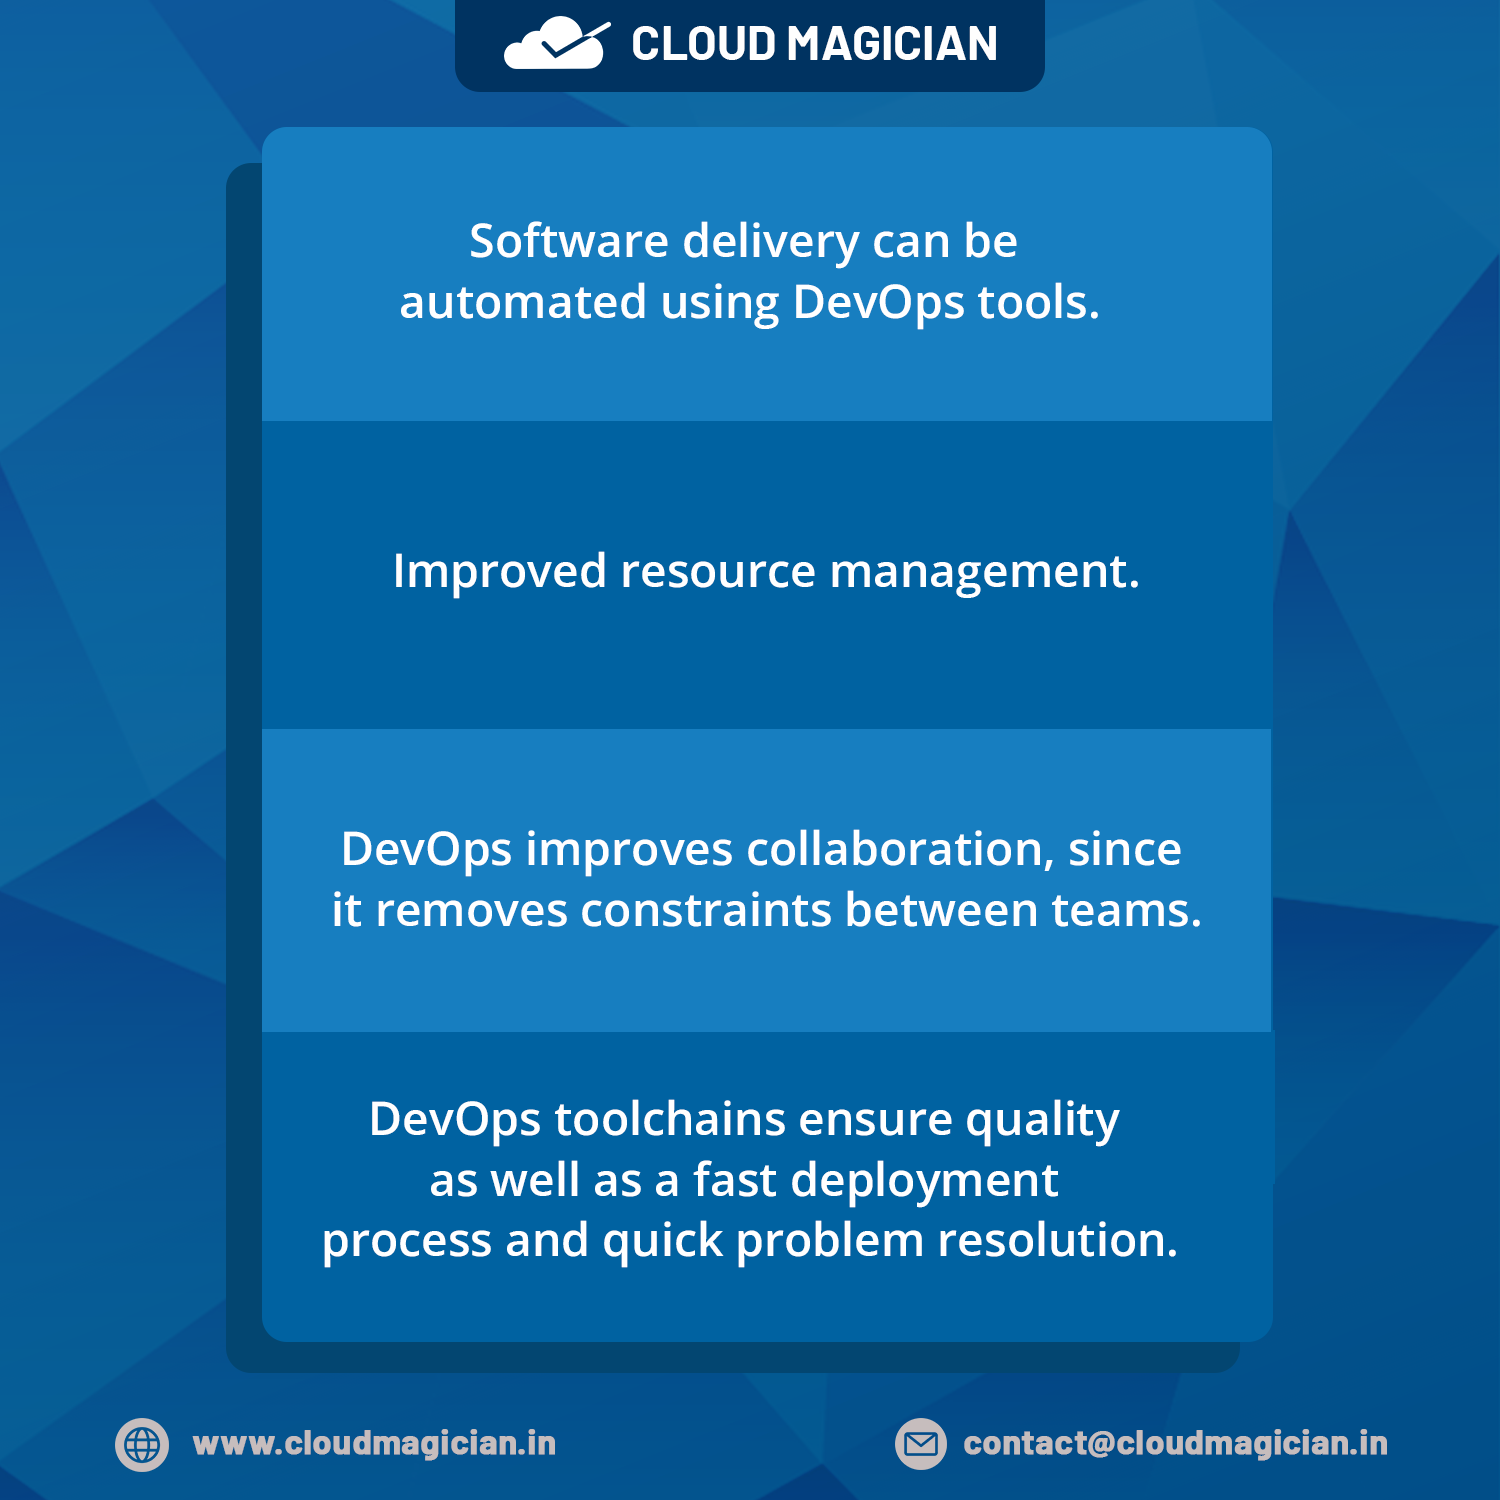 CLOUD MAGICIAN
Software delivery can be
automated using DevOps tools.
Improved resource management.
DevOps improves collaboration, since
it removes constraints between teams.
DevOps toolchains ensure quality
as well as a fast deployment
process and quick problem resolution.
www.cloudmagician.in
contact@cloudmagician.in